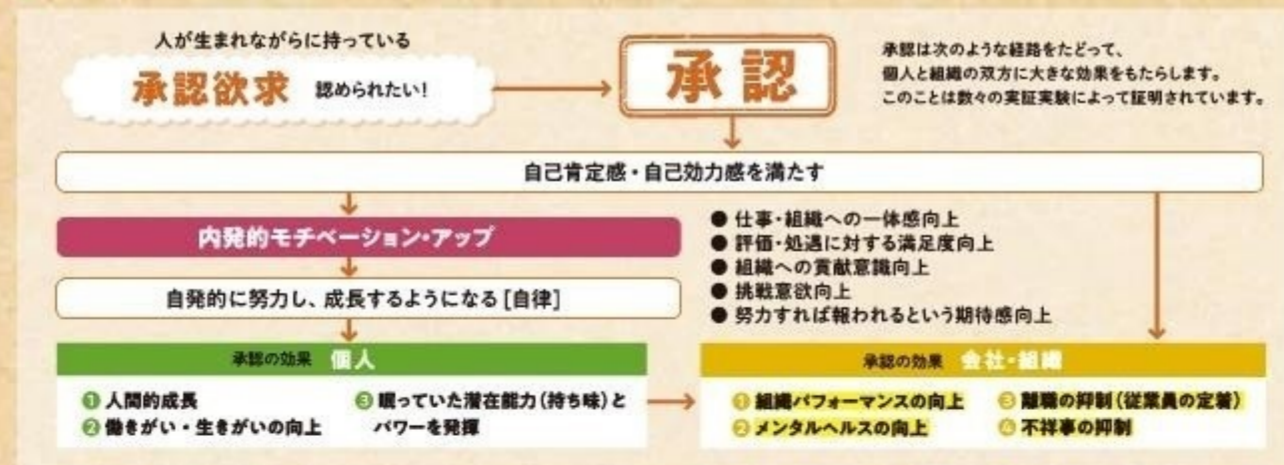 人が生まれながらに持っている
承認欲求 認められたい!
承認
承認は次のような経路をたどって、
個人と組織の双方に大きな効果をもたらします。
このことは数々の実証実験によって証明されています。
自己肯定感・自己効力感を満たす
内発的モチベーション・アップ
自発的に努力し、成長するようになる[自律]
● 仕事・組織への一体感向上
● 評価・処遇に対する満足度向上
● 組織への貢献意識向上
● 挑戦意欲向上
● 努力すれば報われるという期待感向上
承認の効果 個人
❶ 人間的成長
❷ 働きがい・生きがいの向上
❸ 眠っていた潜在能力(持ち味)と
パワーを発揮
承認の効果 会社・組織
❶ 組織パフォーマンスの向上
❷ メンタルヘルスの向上
❸ 離職の抑制(従業員の定着)
❹ 不祥事の抑制